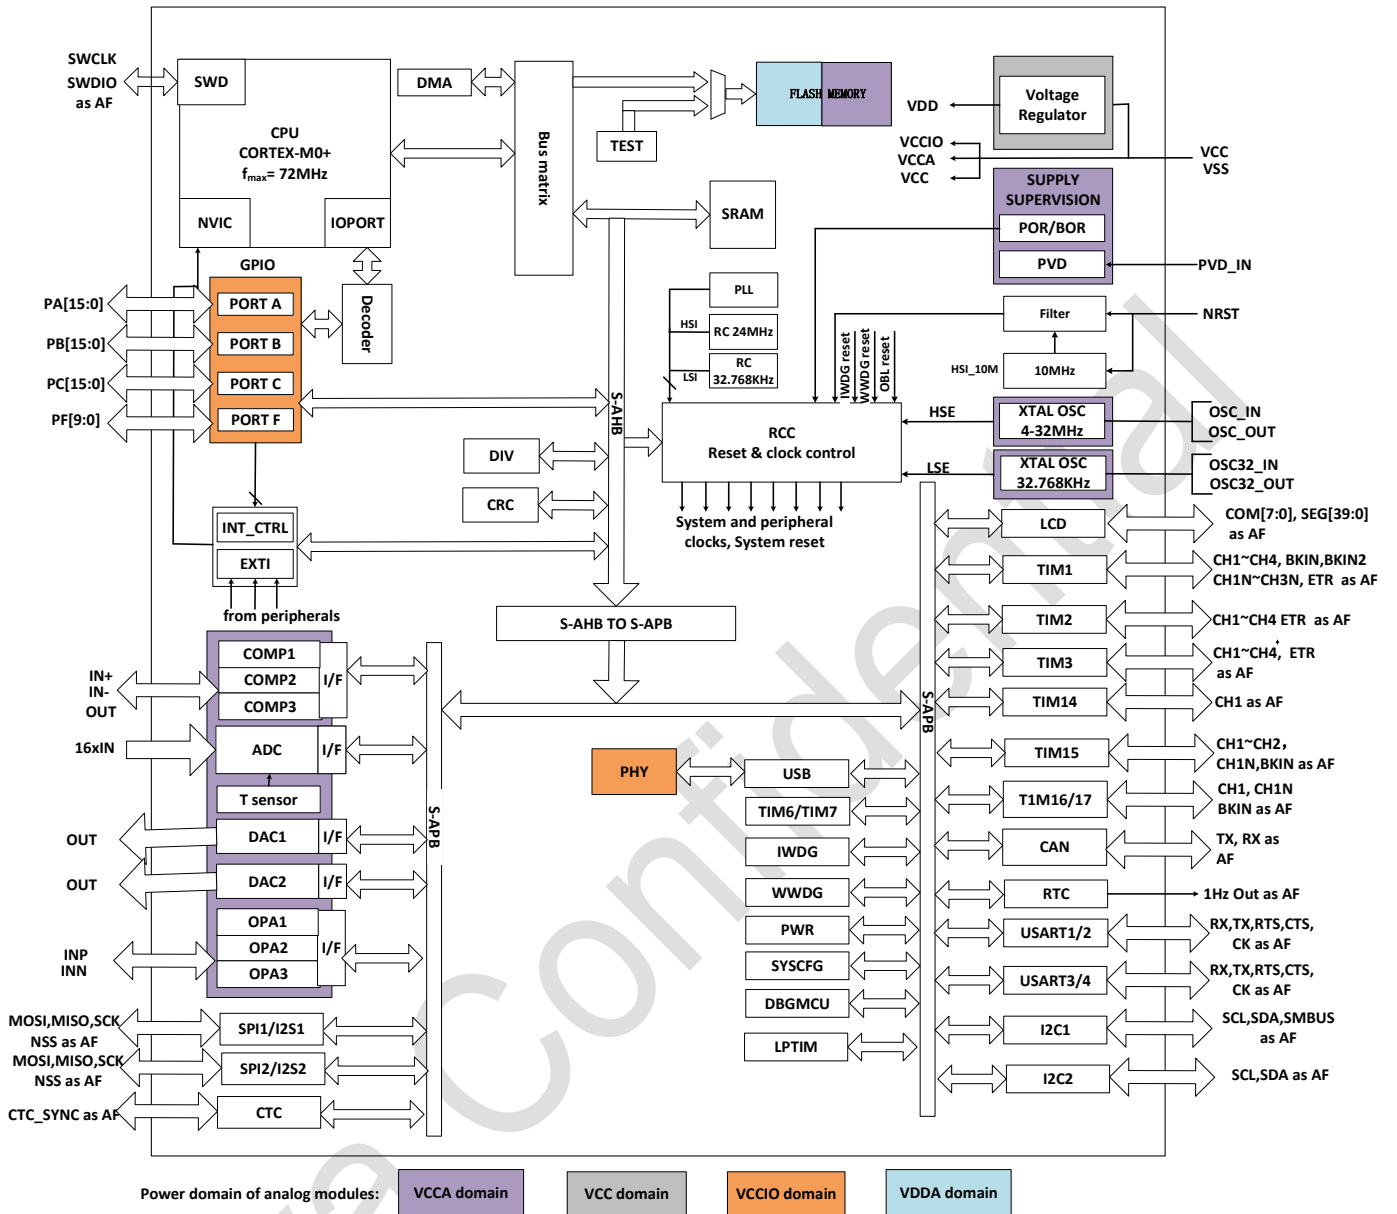 SWCLK
SWDIO
as AF
SWD
CPU
CORTEX-M0+
fmax= 72MHz
NVIC
IOPORT
DMA
Bus matrix
TEST
FLASH MEMORY
SRAM
Voltage
Regulator
VDD
VCCIO
VCCA
VCC
VCC
VSS
SUPPLY
SUPERVISION
POR/BOR
PVD
PVD_IN
GPIO
PORT A
PORT B
PORT C
PORT F
PA[15:0]
PB[15:0]
PC[15:0]
PF[9:0]
Decoder
PLL
HSI
RC 24MHz
LSI
RC
32.768KHz
IWDG reset
WWDG reset
OBL reset
Filter
NRST
HSI_10M
10MHz
S-AHB
RCC
Reset & clock control
HSE
XTAL OSC
4-32MHz
OSC_IN
OSC_OUT
LSE
XTAL OSC
32.768KHz
OSC32_IN
OSC32_OUT
DIV
CRC
System and peripheral
clocks, System reset
INT_CTRL
EXTI
from peripherals
S-AHB TO S-APB
COMP1
COMP2
COMP3
I/F
IN+
IN-
OUT
16xIN
ADC
I/F
T sensor
OUT
DAC1
I/F
OUT
DAC2
I/F
OPA1
OPA2
OPA3
I/F
INP
INN
MOSI,MISO,SCK
NSS as AF
SPI1/I2S1
MOSI,MISO,SCK
NSS as AF
SPI2/I2S2
CTC_SYNC as AF
CTC
S-APB
PHY
USB
TIM6/TIM7
IWDG
WWDG
PWR
SYSCFG
DBGMCU
LPTIM
S-APB
LCD
COM[7:0], SEG[39:0]
as AF
TIM1
CH1~CH4, BKIN,BKIN2
CH1N~CH3N, ETR as AF
TIM2
CH1~CH4 ETR as AF
TIM3
CH1~CH4, ETR
as AF
TIM14
CH1 as AF
TIM15
CH1~CH2,
CH1N,BKIN as AF
T1M16/17
CH1, CH1N
BKIN as AF
CAN
TX, RX as
AF
RTC
1Hz Out as AF
USART1/2
RX,TX,RTS,CTS,
CK as AF
USART3/4
RX,TX,RTS,CTS,
CK as AF
I2C1
SCL,SDA,SMBUS
as AF
I2C2
SCL,SDA as AF
Power domain of analog modules:
VCCA domain
VCC domain
VCCIO domain
VDDA domain
Confidential